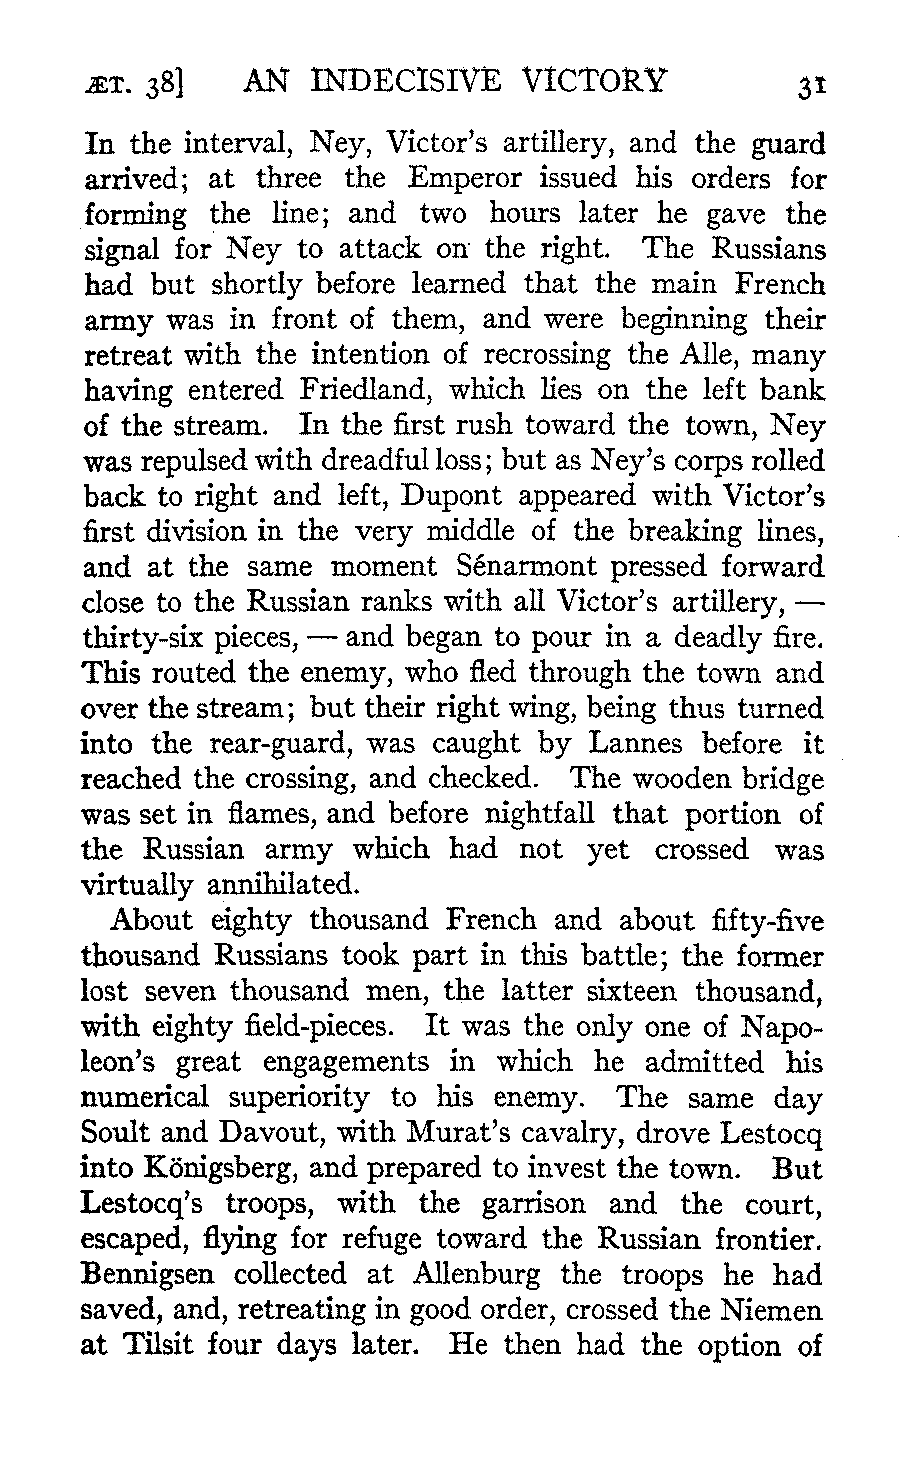 ÆT. 38] AN INDECISIVE VICTORY 31
In the interval, Ney, Victor's artillery, and the guard
arrived; at three the Emperor issued his orders for
forming the line; and two hours later he gave the
signal for Ney to attack on the right. The Russians
had but shortly before learned that the main French
army was in front of them, and were beginning their
retreat with the intention of recrossing the Alle, many
having entered Friedland, which lies on the left bank
of the stream. In the first rush toward the town, Ney
was repulsed with dreadful loss; but as Ney's corps rolled
back to right and left, Dupont appeared with Victor's
first division in the very middle of the breaking lines,
and at the same moment Sénarmont pressed forward
close to the Russian ranks with all Victor's artillery, —
thirty-six pieces, — and began to pour in a deadly fire.
This routed the enemy, who fled through the town and
over the stream; but their right wing, being thus turned
into the rear-guard, was caught by Lannes before it
reached the crossing, and checked. The wooden bridge
was set in flames, and before nightfall that portion of
the Russian army which had not yet crossed was
virtually annihilated.
About eighty thousand French and about fifty-five
thousand Russians took part in this battle; the former
lost seven thousand men, the latter sixteen thousand,
with eighty field-pieces. It was the only one of Napo-
leon's great engagements in which he admitted his
numerical superiority to his enemy. The same day
Soult and Davout, with Murat's cavalry, drove Lestocq
into Königsberg, and prepared to invest the town. But
Lestocq's troops, with the garrison and the court,
escaped, flying for refuge toward the Russian frontier.
Bennigsen collected at Allenburg the troops he had
saved, and, retreating in good order, crossed the Niemen
at Tilsit four days later. He then had the option of